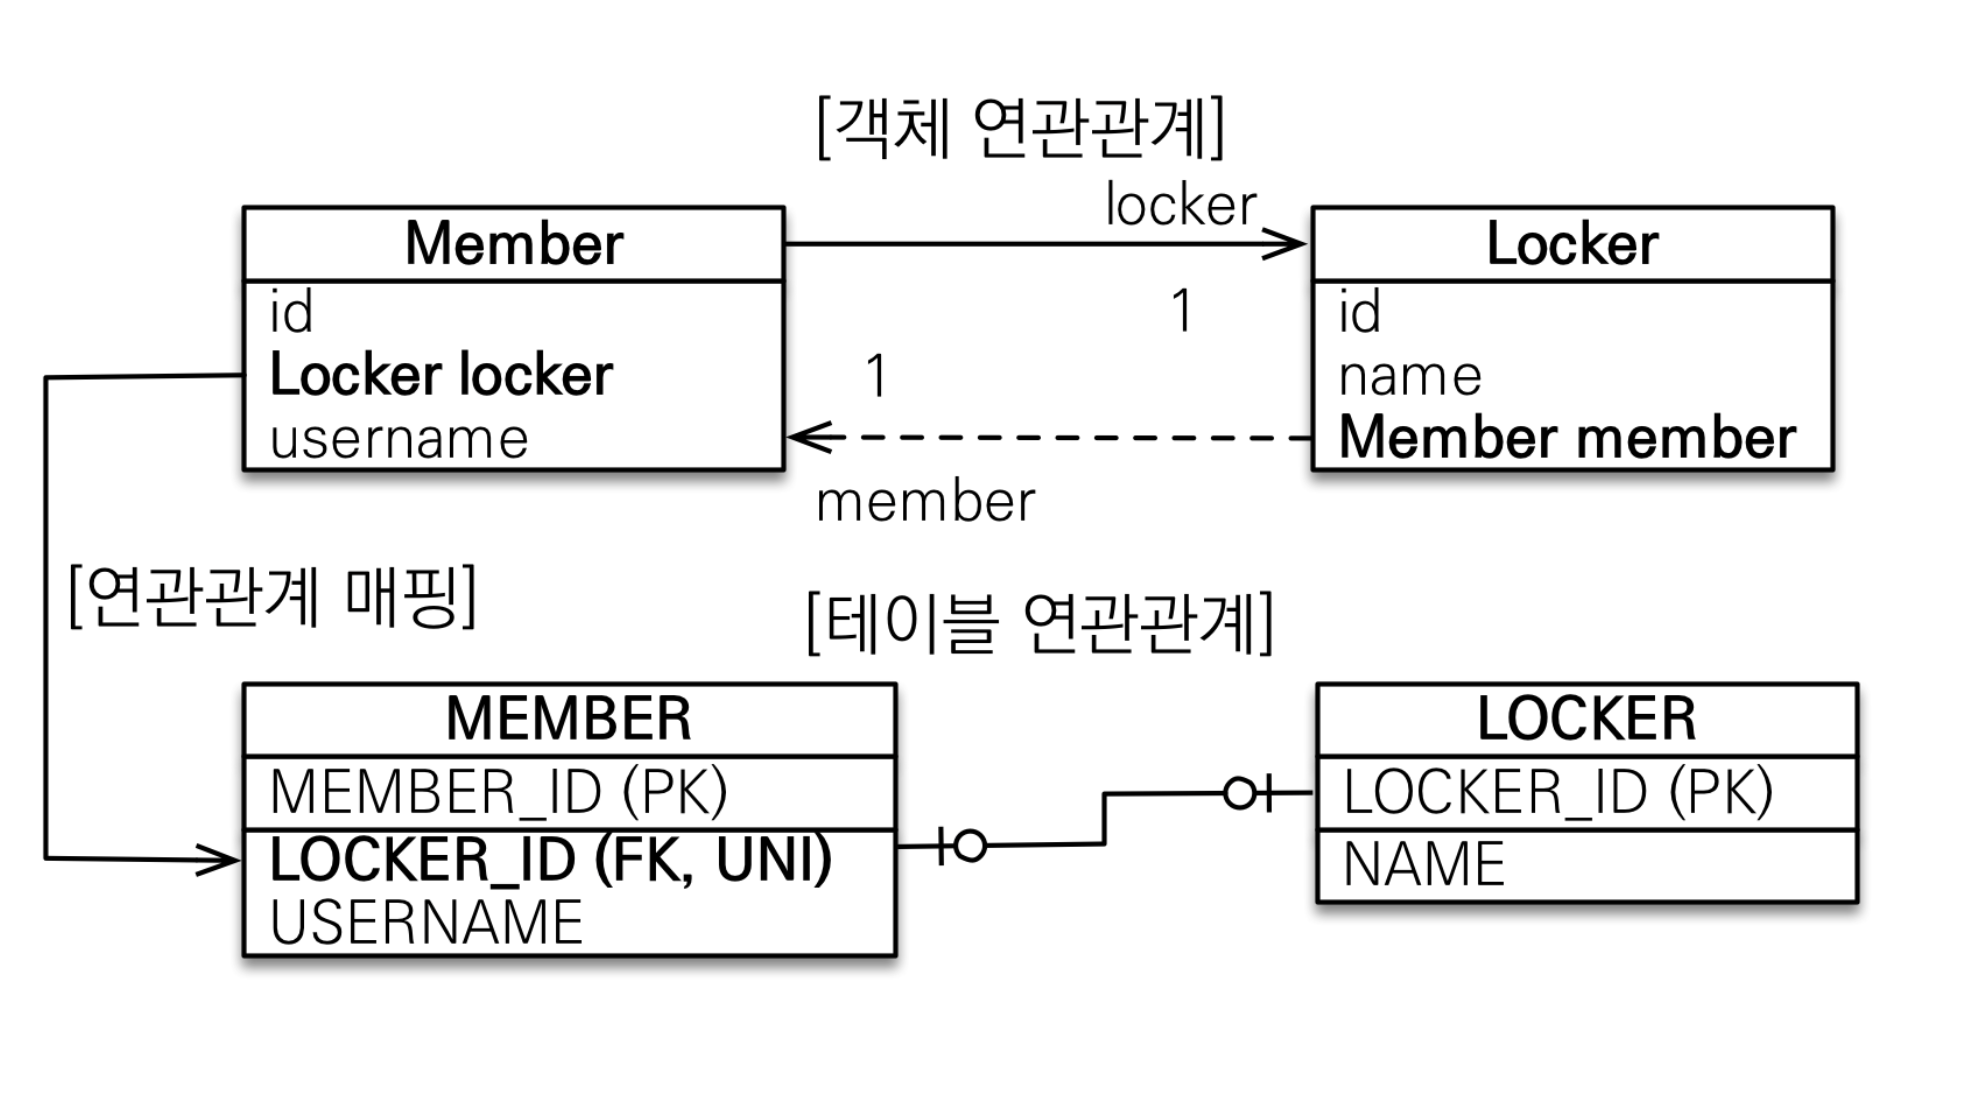 [객체 연관관계]
locker
Member
id
Locker locker
username
1
1
member
Locker
id
name
Member member
[연관관계 매핑]
[테이블 연관관계]
MEMBER
MEMBER_ID (PK)
LOCKER_ID (FK, UNI)
USERNAME
LOCKER
LOCKER_ID (PK)
NAME